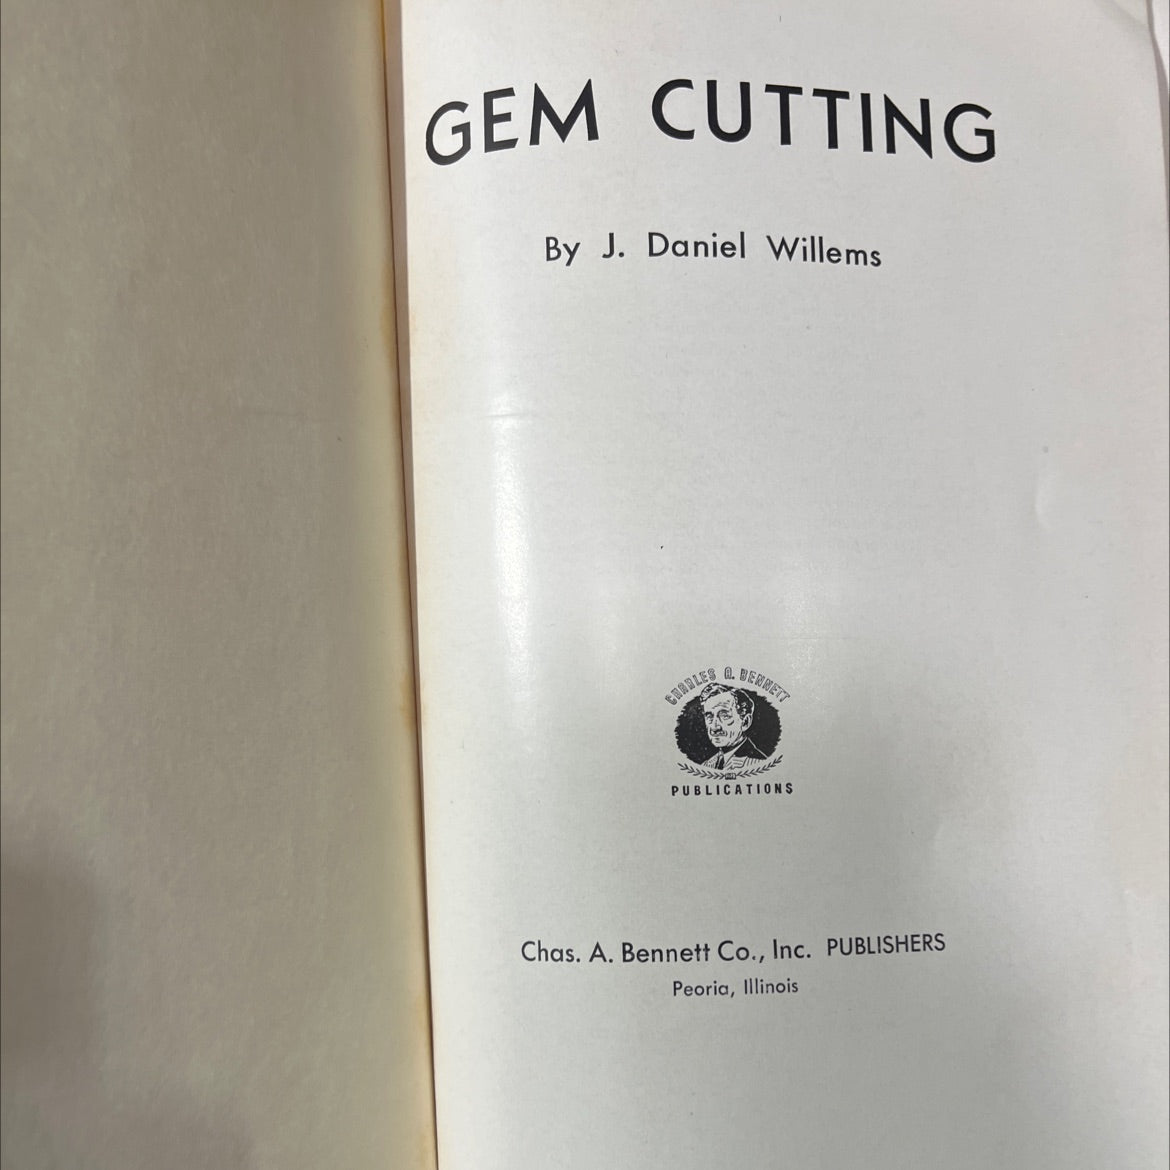 GEM CUTTING
By J. Daniel Willems
CHARLES A. BENNETT
PUBLICATIONS
Chas. A. Bennett Co., Inc. PUBLISHERS
Peoria, Illinois